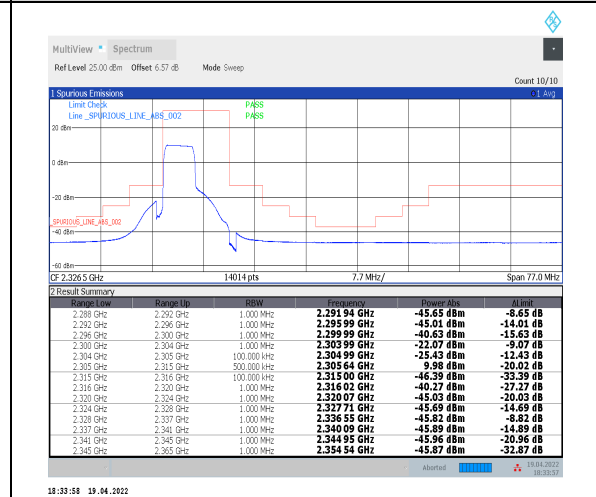 MultiView Spectrum
Ref Level 25.00 dBm Offset 6.57 dB Mode Sweep
Count 10/10
1 Spurious Emissions 1 Avg
Limit Check PASS
Line _SPURIOUS_LINE_ABS_002 PASS
20 dBm
0 dBm
-20 dBm
_SPURIOUS_LINE_ABS_002
-40 dBm
-60 dBm
CF 2.3265 GHz 14014 pts 7.7 MHz/ Span 77.0 MHz
2 Result Summary
Range Low Range Up RBW Frequency Power Abs ΔLimit
2.288 GHz 2.292 GHz 1.000 MHz 2.291 94 GHz -45.65 dBm -8.65 dB
2.292 GHz 2.296 GHz 1.000 MHz 2.295 99 GHz -45.01 dBm -14.01 dB
2.296 GHz 2.300 GHz 1.000 MHz 2.299 99 GHz -40.63 dBm -15.63 dB
2.300 GHz 2.304 GHz 1.000 MHz 2.303 99 GHz -22.07 dBm -9.07 dB
2.304 GHz 2.305 GHz 100.000 kHz 2.304 99 GHz -25.43 dBm -12.43 dB
2.305 GHz 2.315 GHz 500.000 kHz 2.305 64 GHz 9.98 dBm -20.02 dB
2.315 GHz 2.316 GHz 100.000 kHz 2.315 00 GHz -46.39 dBm -33.39 dB
2.316 GHz 2.320 GHz 1.000 MHz 2.316 02 GHz -40.27 dBm -27.27 dB
2.320 GHz 2.324 GHz 1.000 MHz 2.320 07 GHz -45.03 dBm -20.03 dB
2.324 GHz 2.328 GHz 1.000 MHz 2.327 71 GHz -45.69 dBm -14.69 dB
2.328 GHz 2.337 GHz 1.000 MHz 2.336 55 GHz -45.82 dBm -8.82 dB
2.337 GHz 2.341 GHz 1.000 MHz 2.340 09 GHz -45.89 dBm -14.89 dB
2.341 GHz 2.345 GHz 1.000 MHz 2.344 95 GHz -45.96 dBm -20.96 dB
2.345 GHz 2.365 GHz 1.000 MHz 2.354 54 GHz -45.87 dBm -32.87 dB
Aborted 19.04.2022
18:33:57
18:33:58 19.04.2022